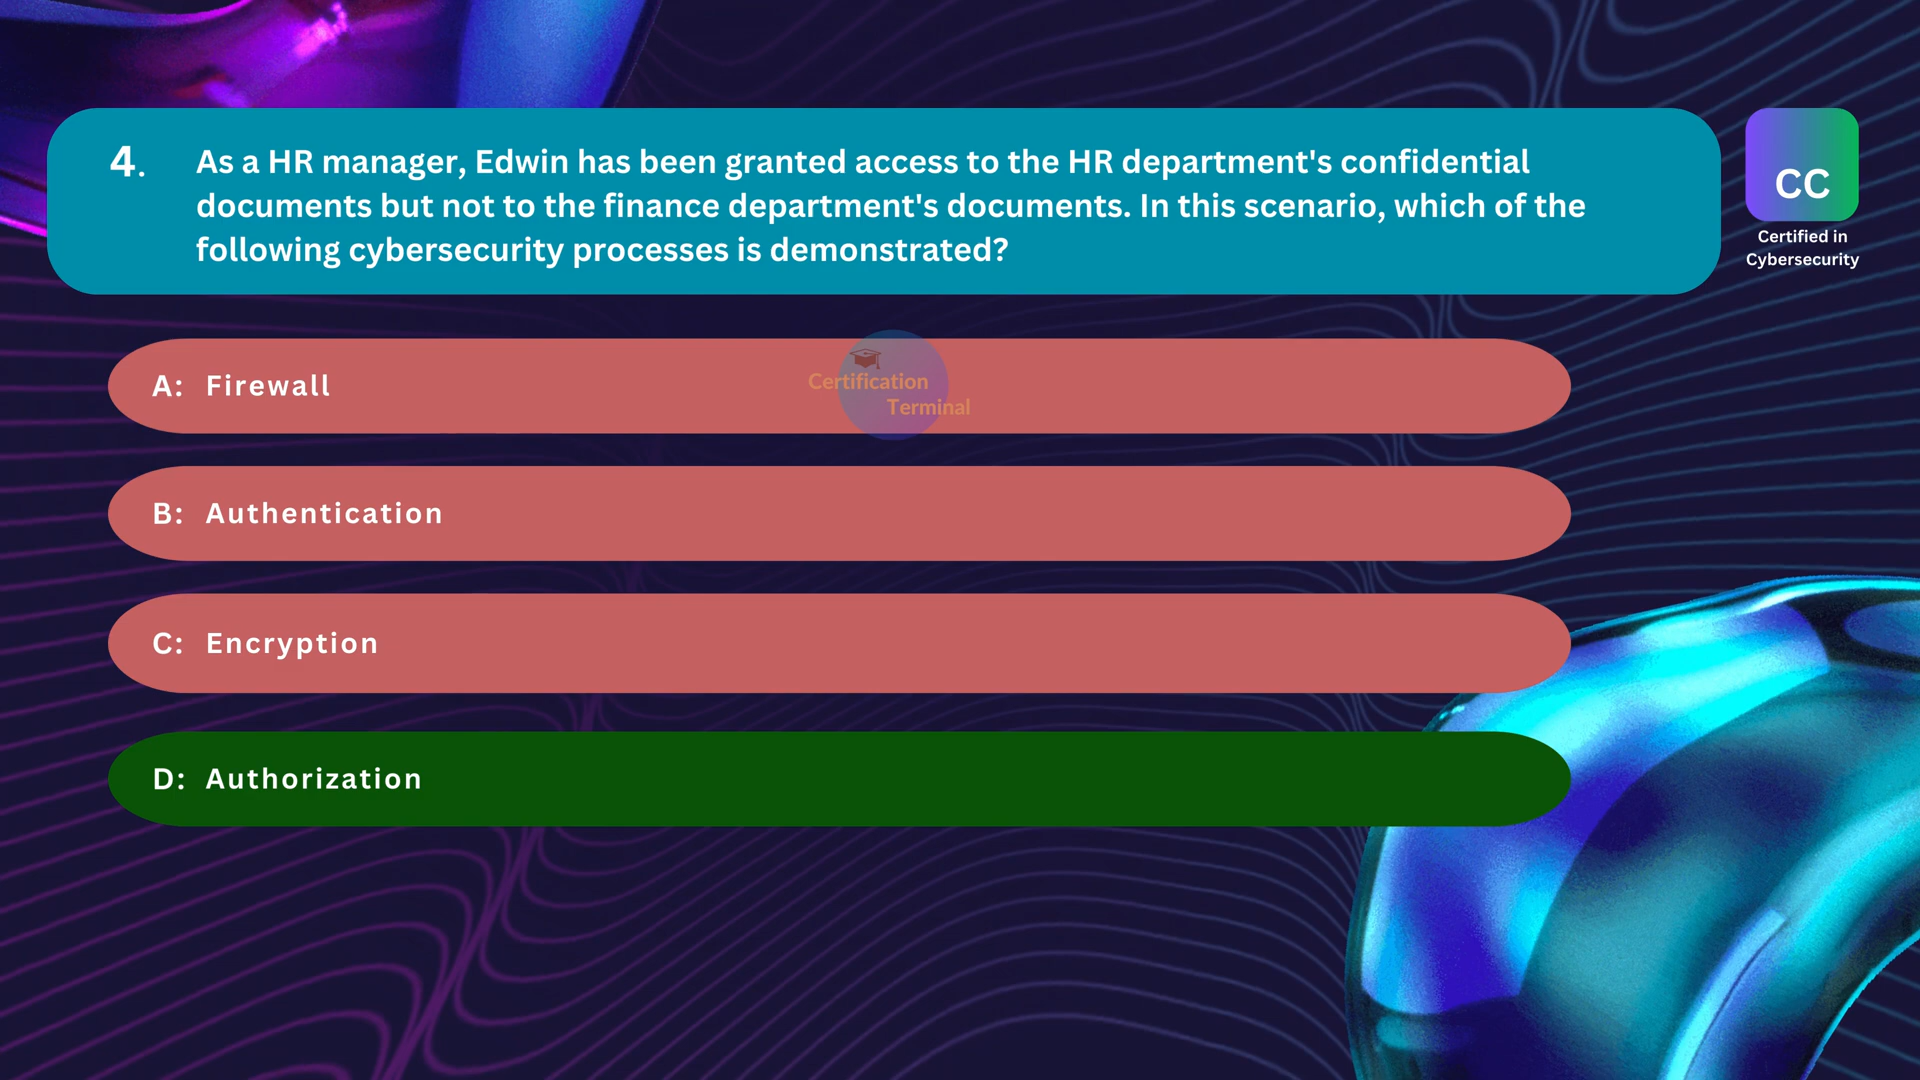 4. As a HR manager, Edwin has been granted access to the HR department's confidential
documents but not to the finance department's documents. In this scenario, which of the
following cybersecurity processes is demonstrated?
CC
Certified in
Cybersecurity
A: Firewall
Certification
Terminal
B: Authentication
C: Encryption
D: Authorization